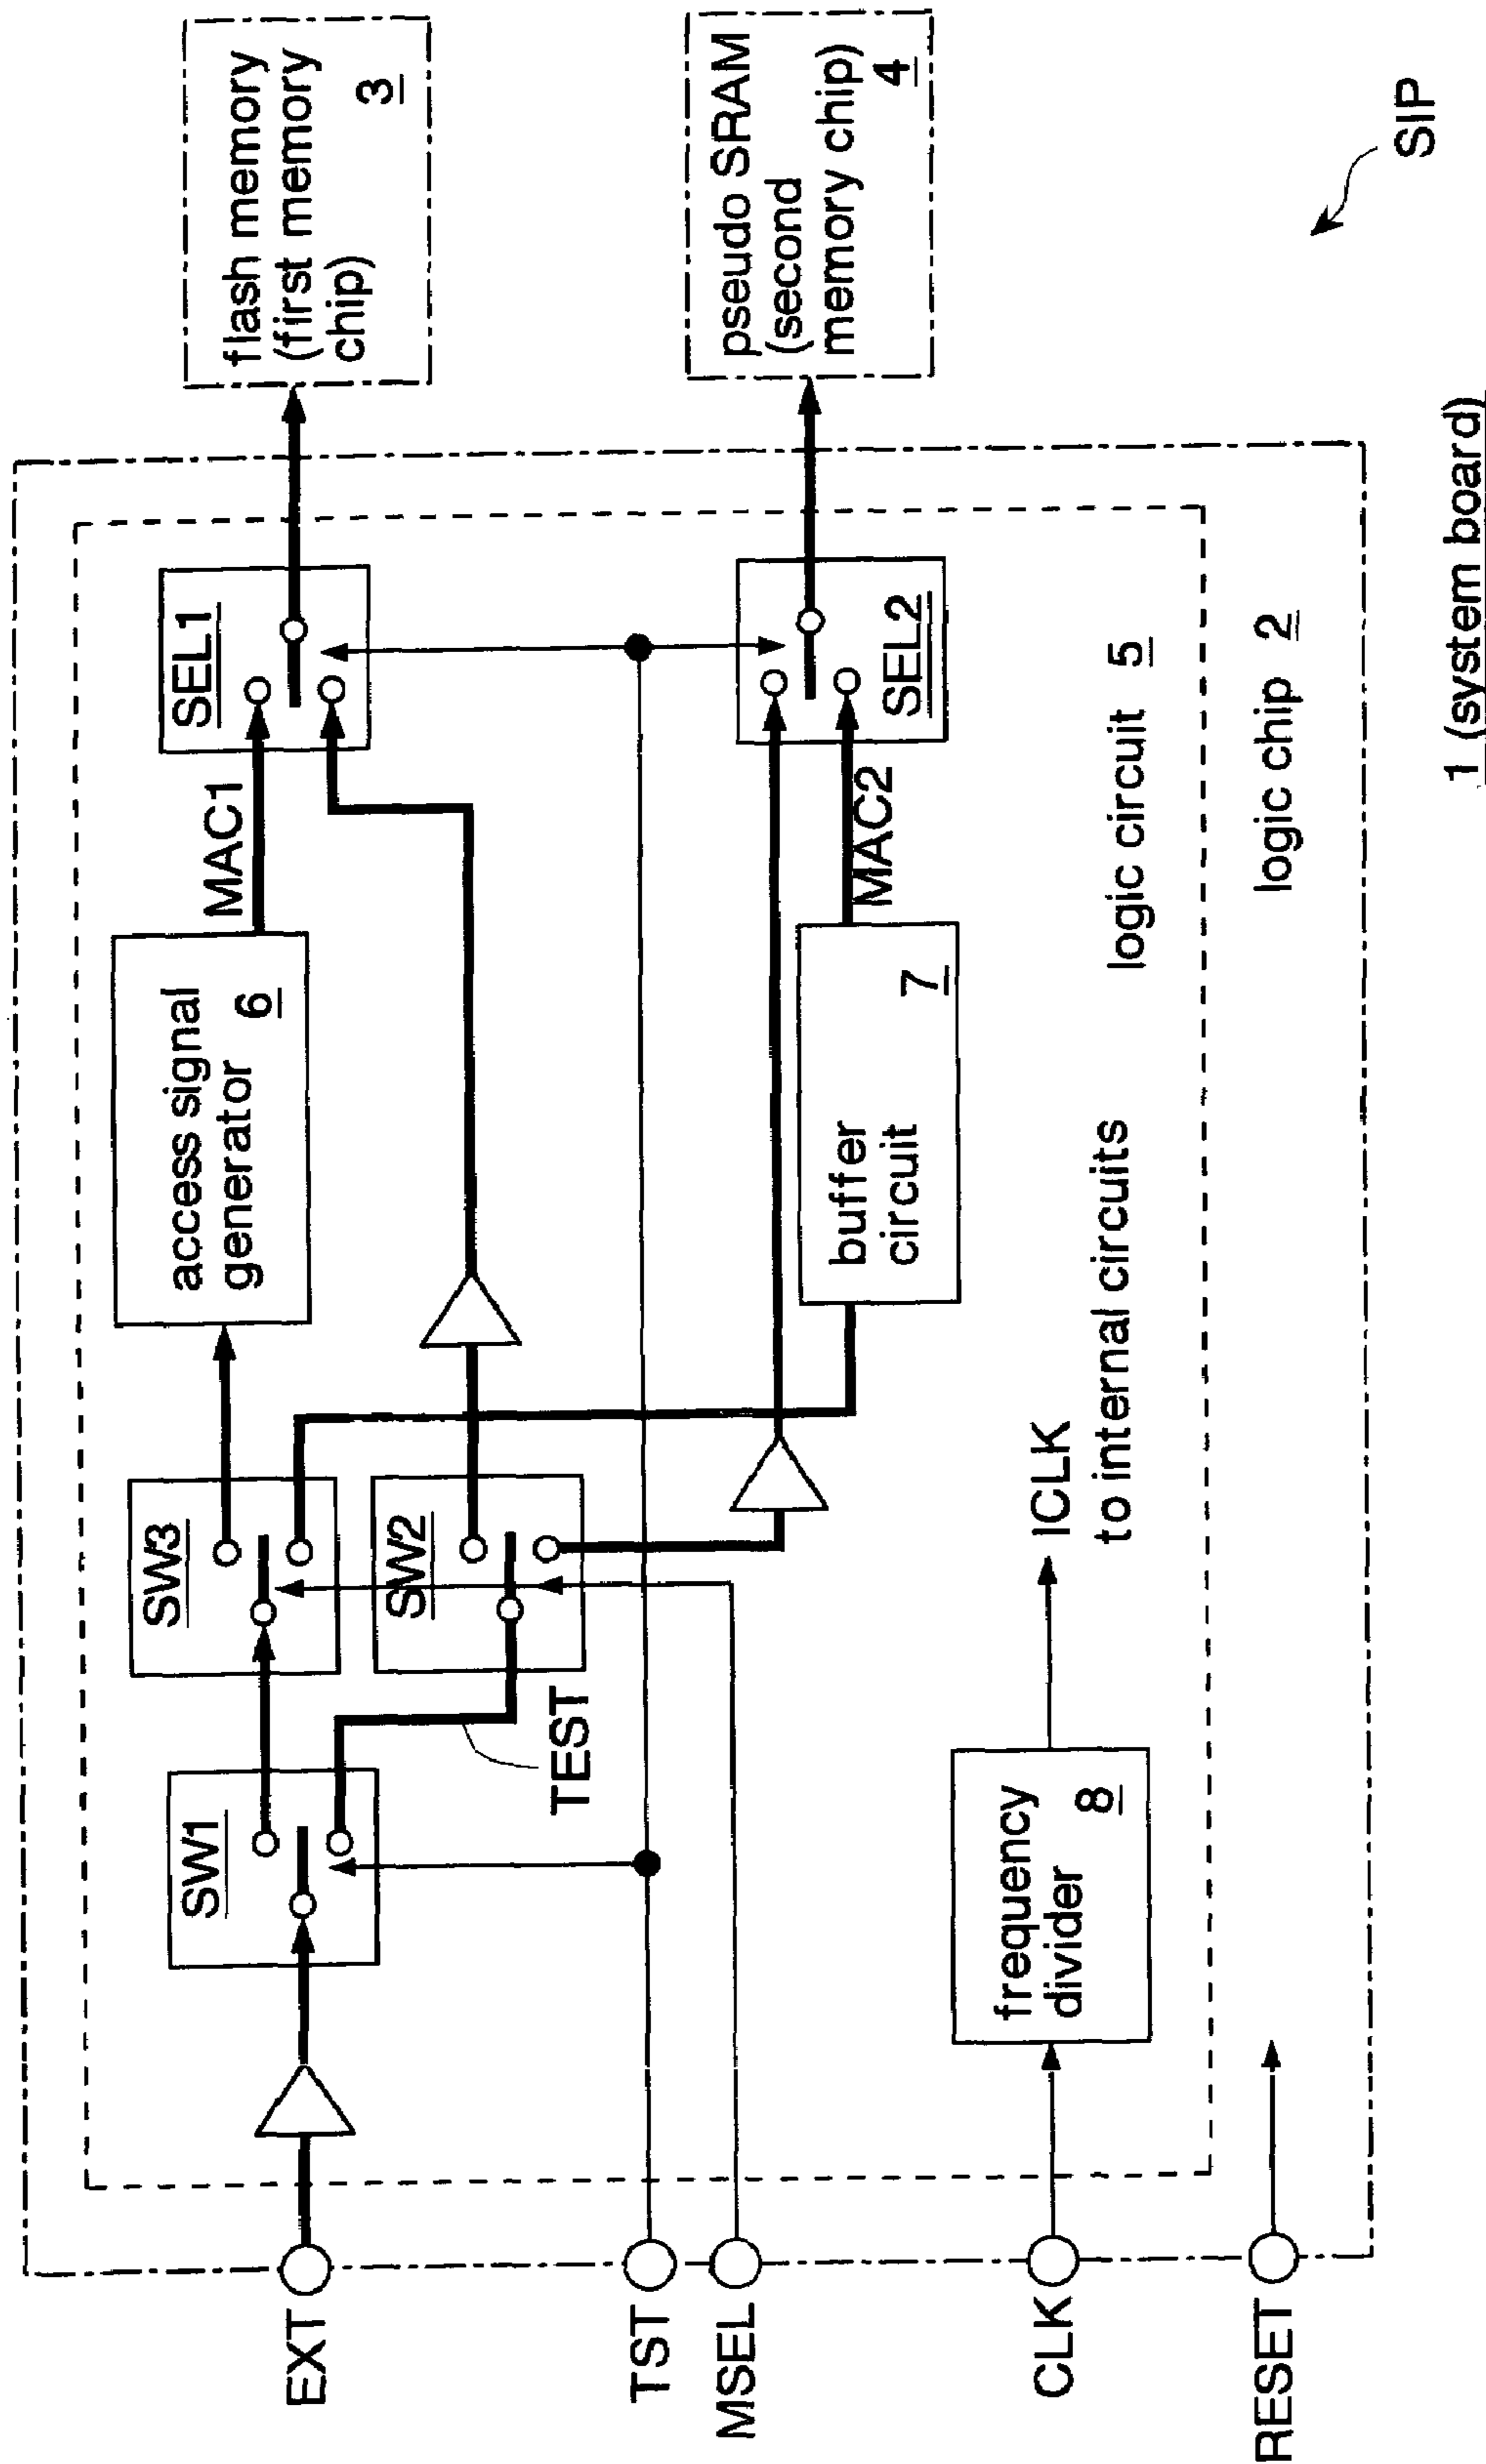 EXT
TST
MSEL
CLK
RESET
SW1
SW3
SW2
TEST
access signal
generator 6
MAC1
SEL1
flash memory
(first memory
chip)
3
buffer
circuit
7
MAC2
SEL2
pseudo SRAM
(second
memory chip)
4
frequency
divider
8
ICLK
to internal circuits
logic circuit 5
logic chip 2
1 (system board)
SIP